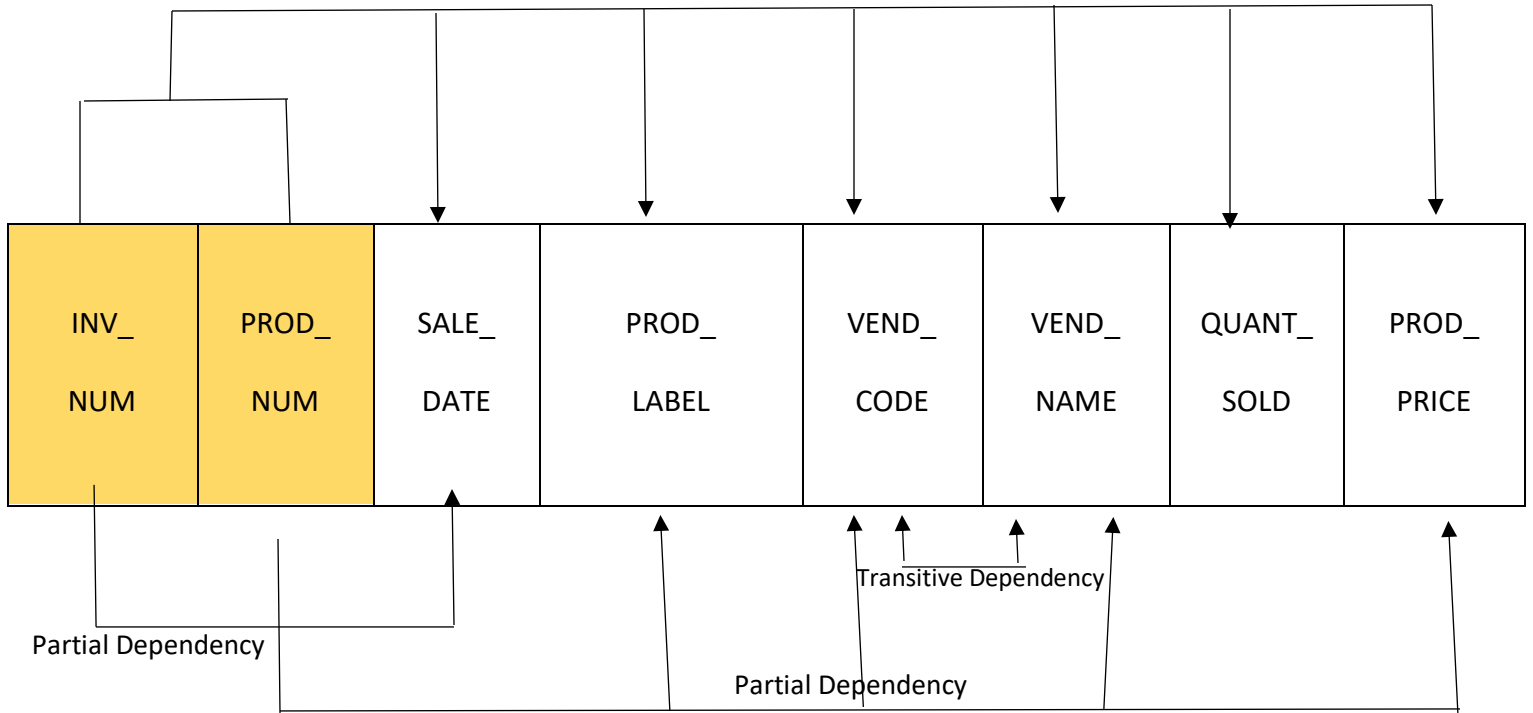 INV_ PROD_ SALE_ PROD_ VEND_ VEND_ QUANT_ PROD_
NUM NUM DATE LABEL CODE NAME SOLD PRICE
Transitive Dependency
Partial Dependency
Partial Dependency